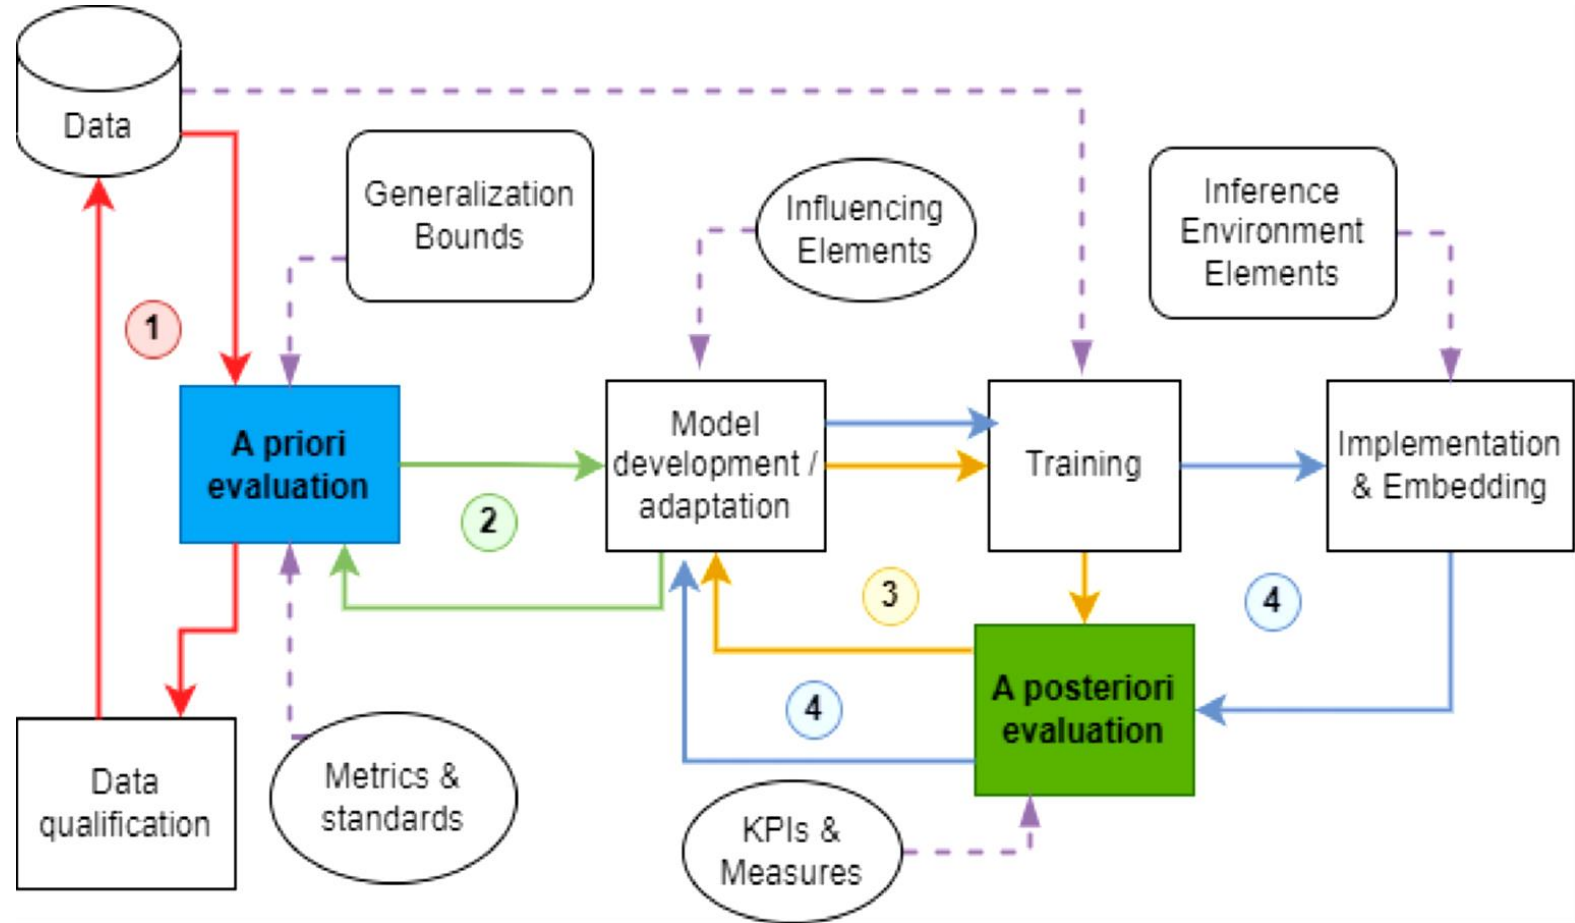 Data
Generalization
Bounds
Influencing
Elements
Inference
Environment
Elements
1
A priori
evaluation
2
Model
development /
adaptation
Training
Implementation
& Embedding
3
4
A posteriori
evaluation
4
Data
qualification
Metrics &
standards
KPIs &
Measures